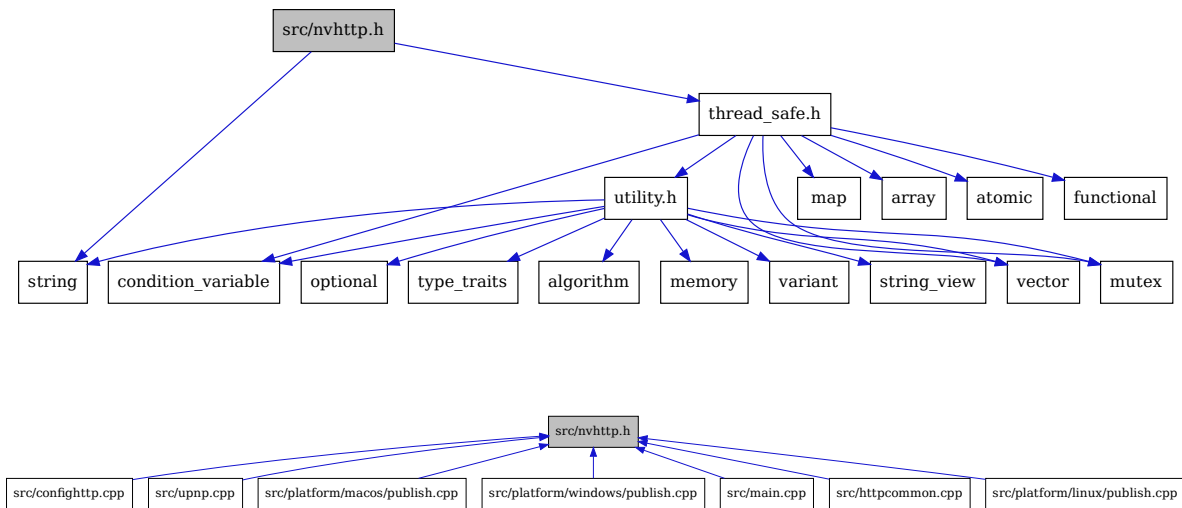 src/nvhttp.h
thread_safe.h
utility.h
map
array
atomic
functional
string
condition_variable
optional
type_traits
algorithm
memory
variant
string_view
vector
mutex
src/nvhttp.h
src/confighttp.cpp
src/upnp.cpp
src/platform/macos/publish.cpp
src/platform/windows/publish.cpp
src/main.cpp
src/httpcommon.cpp
src/platform/linux/publish.cpp